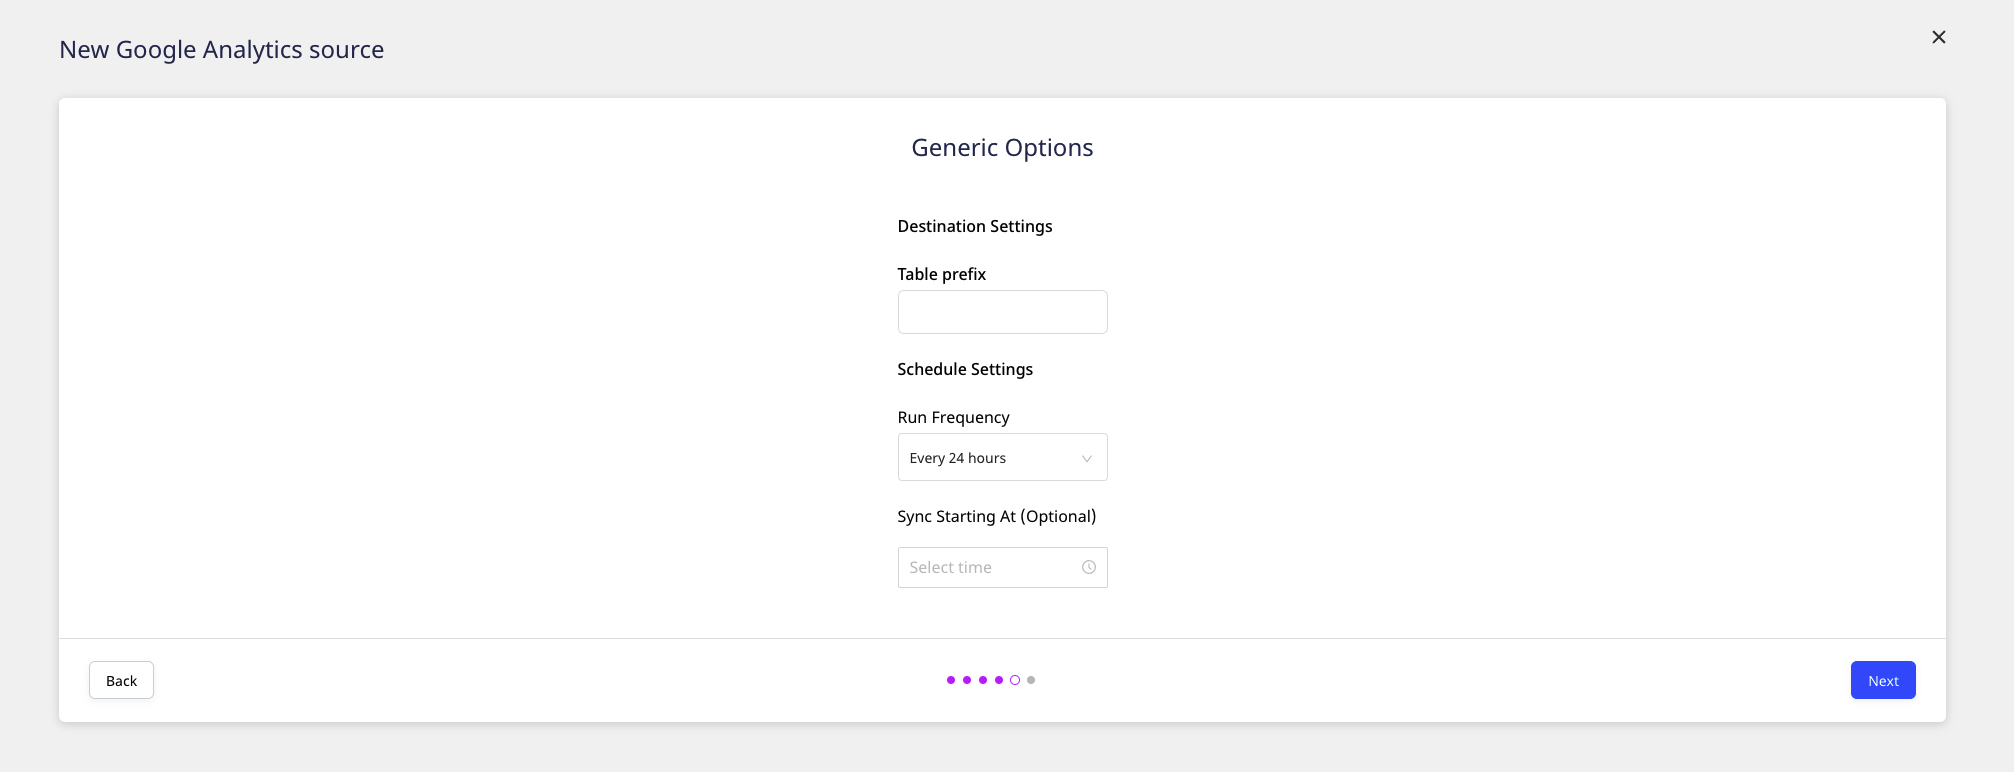 New Google Analytics source
Generic Options
Destination Settings
Table prefix
Schedule Settings
Run Frequency
Every 24 hours
Sync Starting At (Optional)
Select time
Back
Next